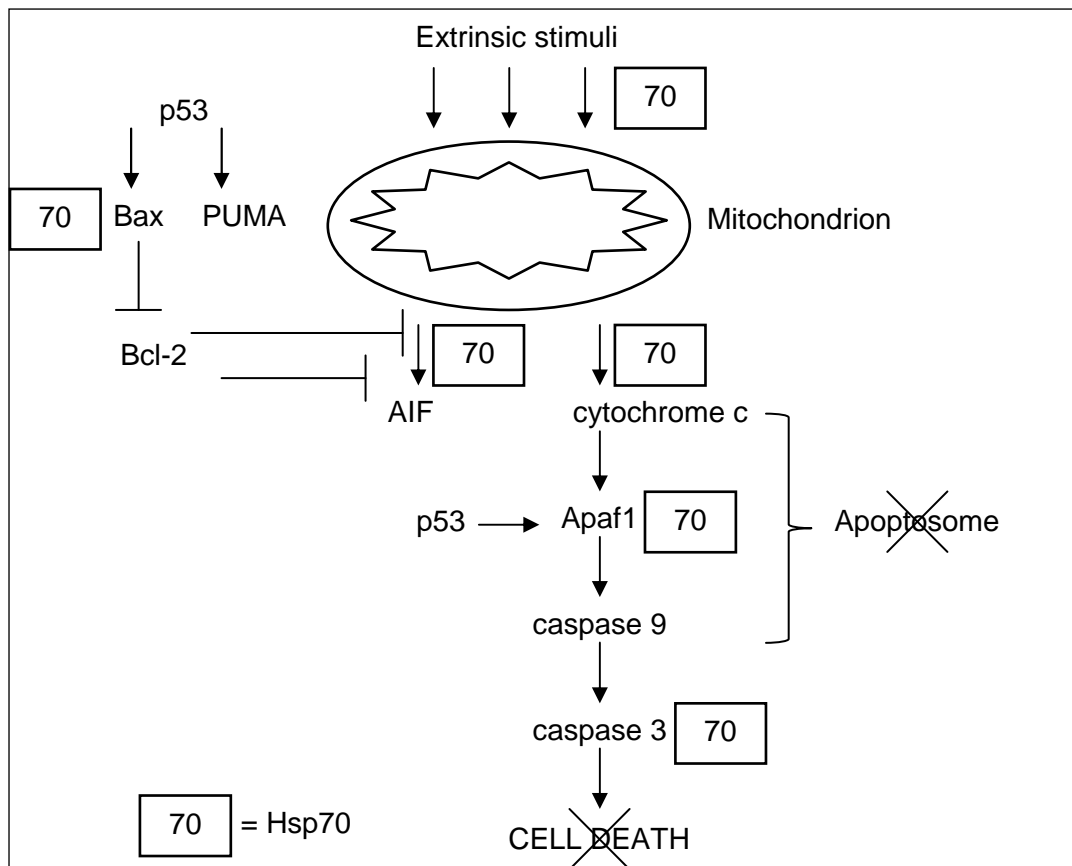 Extrinsic stimuli
70
p53
70
Bax
PUMA
Mitochondrion
Bcl-2
70
70
AIF
cytochrome c
p53
Apaf1
70
Apoptosome
caspase 9
caspase 3
70
70
= Hsp70
CELL DEATH